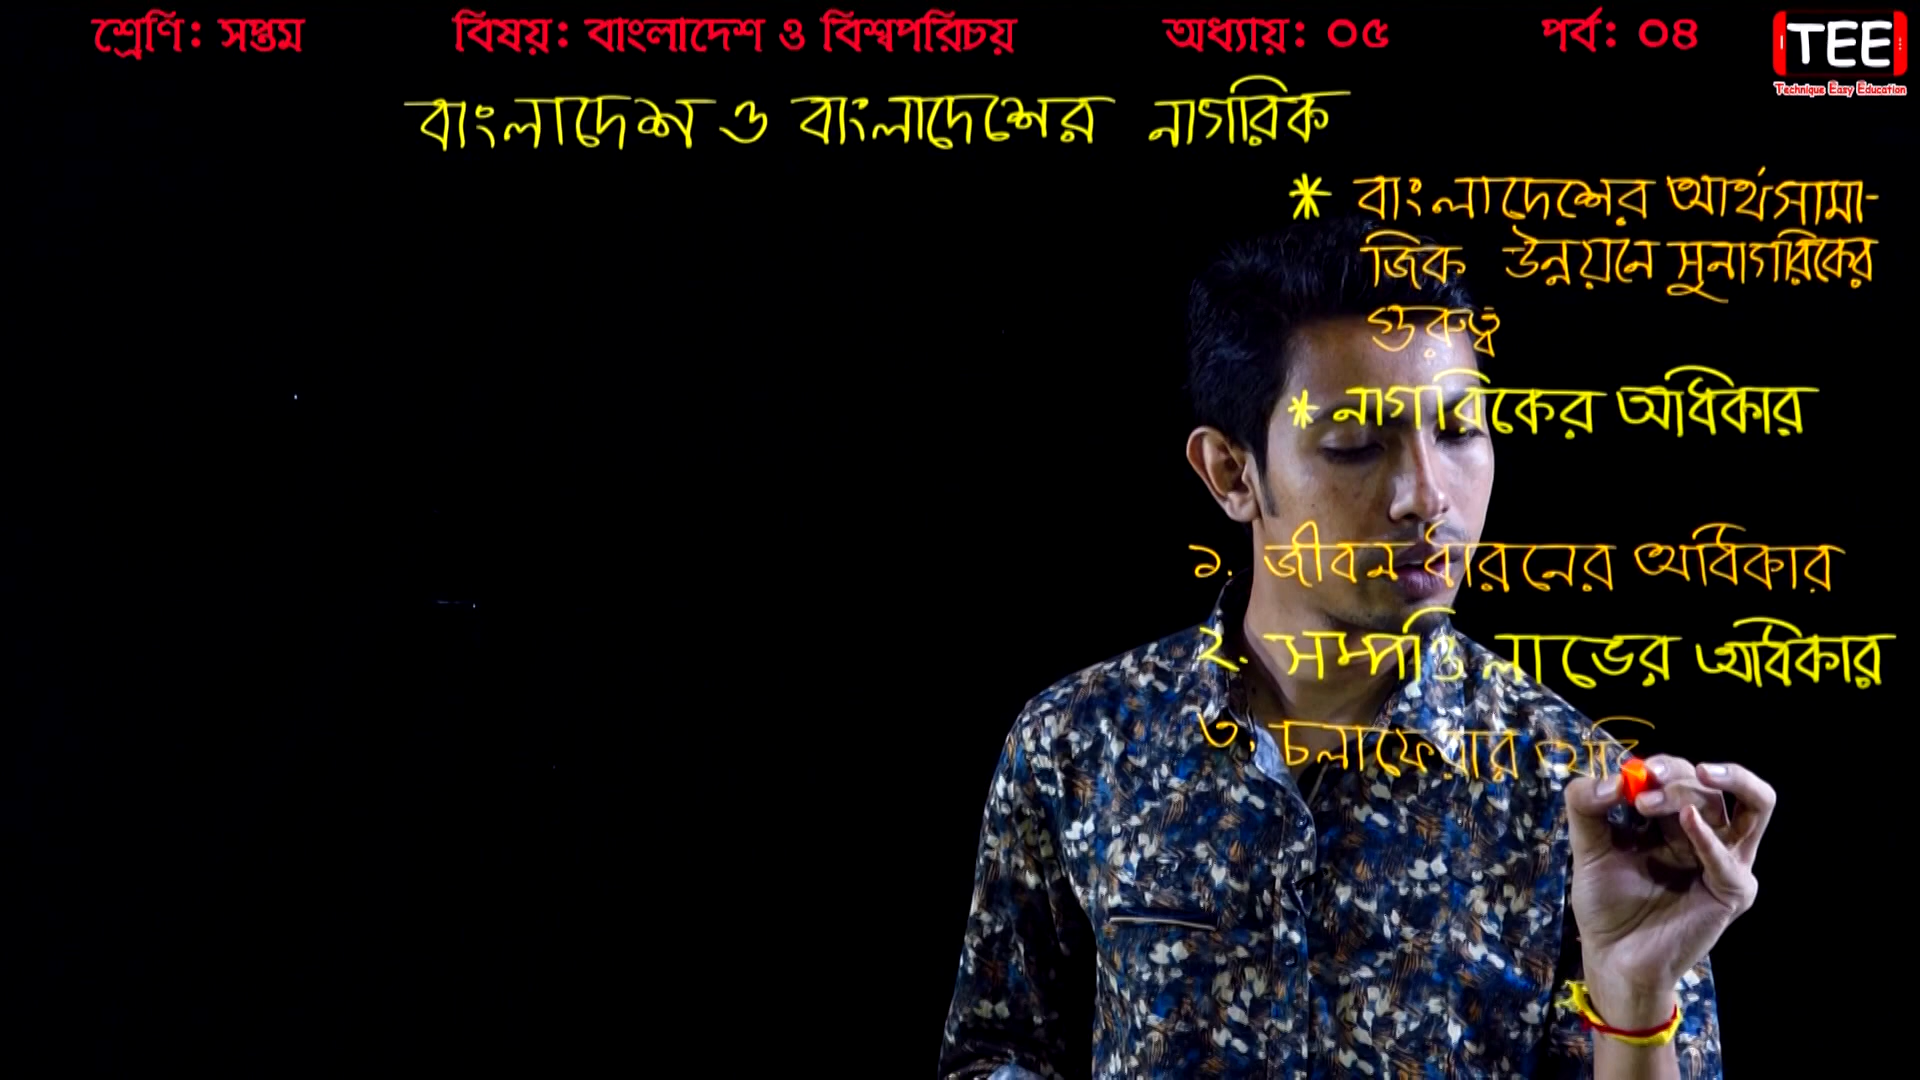 শ্রেণি: সপ্তম বিষয়: বাংলাদেশ ও বিশ্বপরিচয় অধ্যায়: ০৫ পর্ব: ০৪
TEE
Technique Easy Education
বাংলাদেশ ও বাংলাদেশের নাগরিক
* বাংলাদেশের আর্থসামা-
জিক উন্নয়নে সুনাগরিকের
গুরুত্ব
* নাগরিকের অধিকার
১. জীবন ধারনের অধিকার
২. সম্পত্তি লাভের অধিকার
৩. চলাফেরার